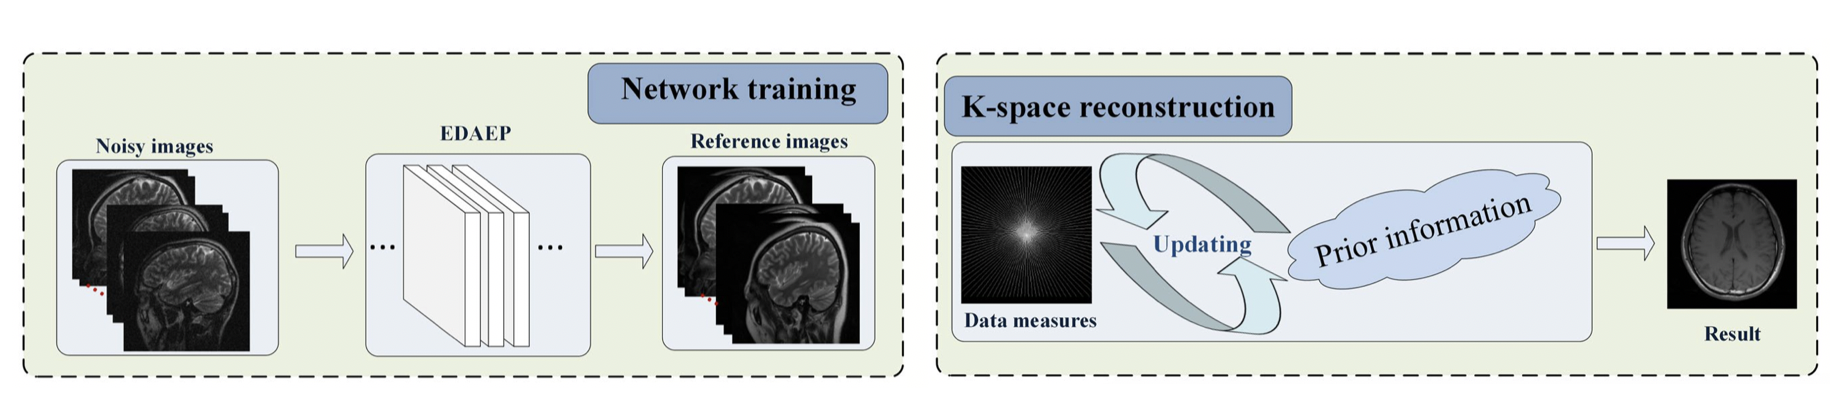 Network training
Noisy images
EDAEP
Reference images
K-space reconstruction
Updating
Prior information
Data measures
Result